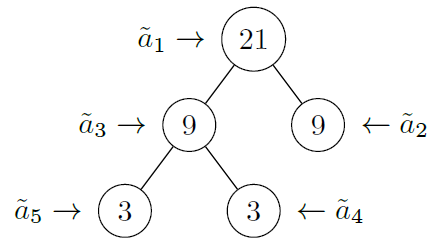 ã₁ → 21
ã₃ → 9 9 ← ã₂
ã₅ → 3 3 ← ã₄